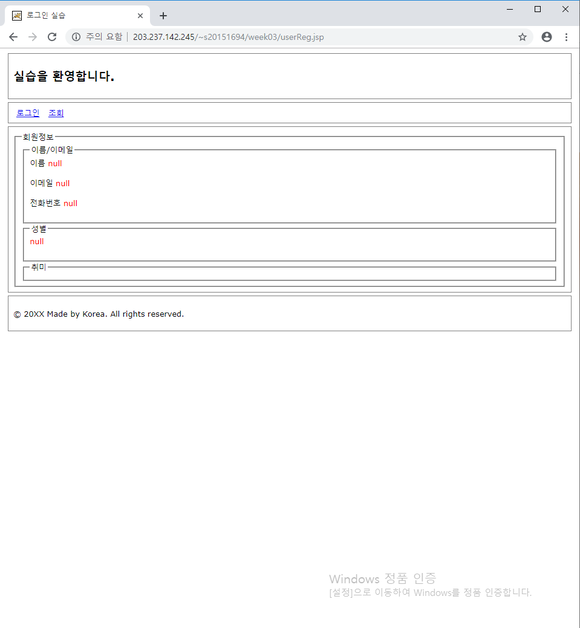 로그인 실습
주의 요함 | 203.237.142.245/~s20151694/week03/userReg.jsp
실습을 환영합니다.
로그인 조회
회원정보
이름/이메일
이름 null
이메일 null
전화번호 null
성별
null
취미
© 20XX Made by Korea. All rights reserved.
Windows 정품 인증
[설정]으로 이동하여 Windows를 정품 인증합니다.